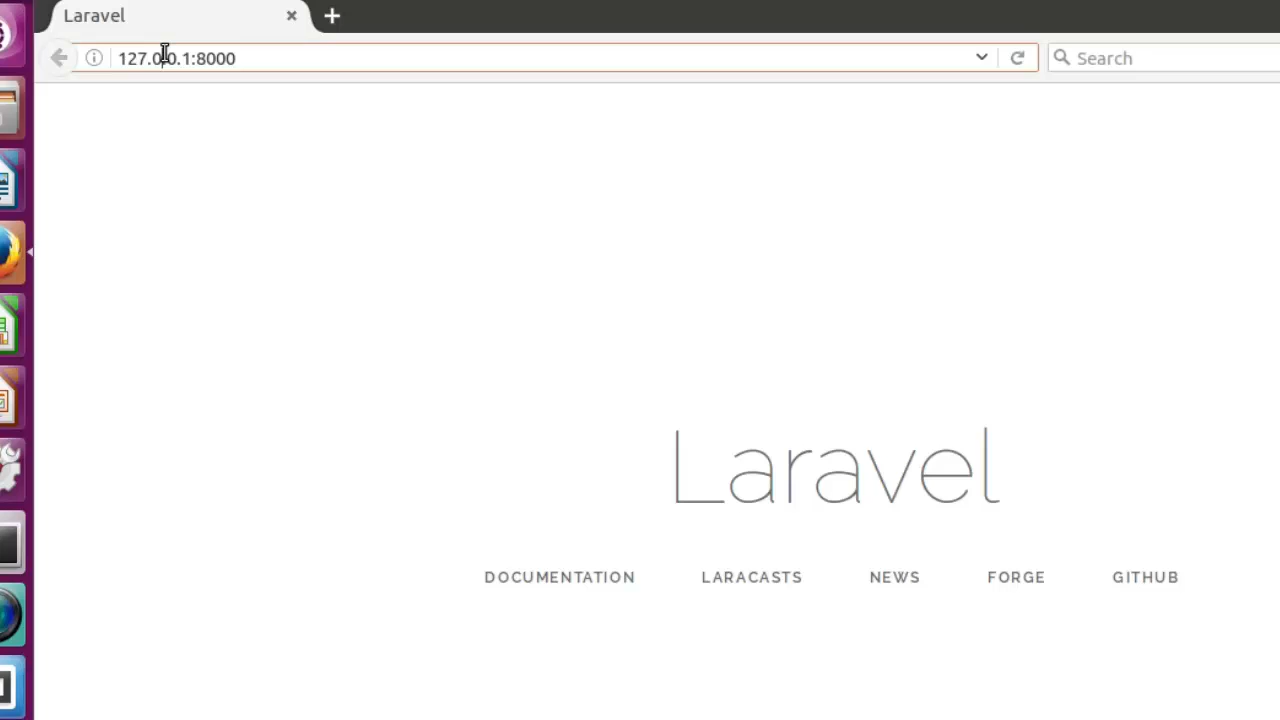 Laravel
127.0.0.1:8000
Search
Laravel
DOCUMENTATION LARACASTS NEWS FORGE GITHUB